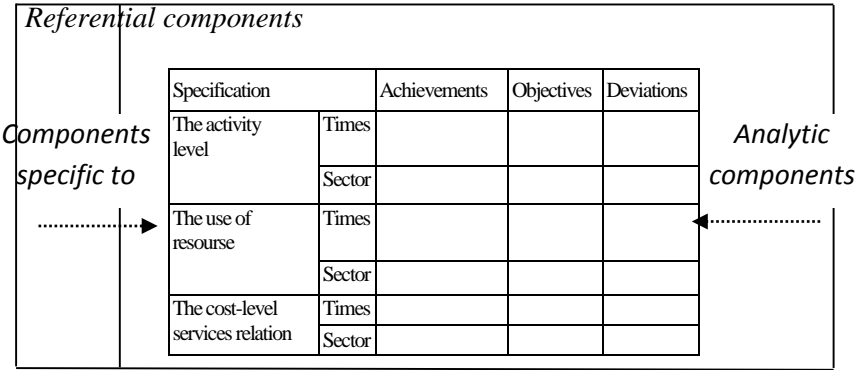 Referential components
Specification Achievements Objectives Deviations
The activity
level
Times
Sector
Components
specific to
Analytic
components
The use of
resourse
Times
Sector
The cost-level
services relation
Times
Sector